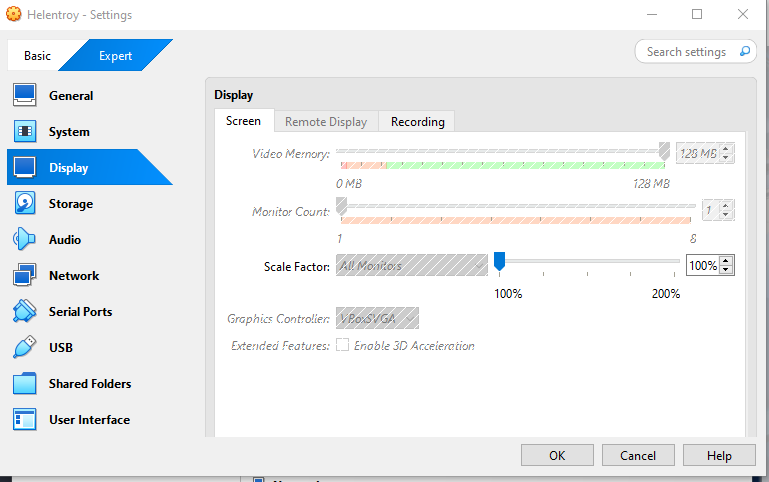 Helentroy - Settings
Basic
Expert
Search settings
General
System
Display
Storage
Audio
Network
Serial Ports
USB
Shared Folders
User Interface
Display
Screen
Remote Display
Recording
Video Memory:
128 MB
0 MB
128 MB
Monitor Count:
1
1
8
Scale Factor:
All Monitors
100%
100%
200%
Graphics Controller:
VBoxSVGA
Extended Features:
Enable 3D Acceleration
OK
Cancel
Help